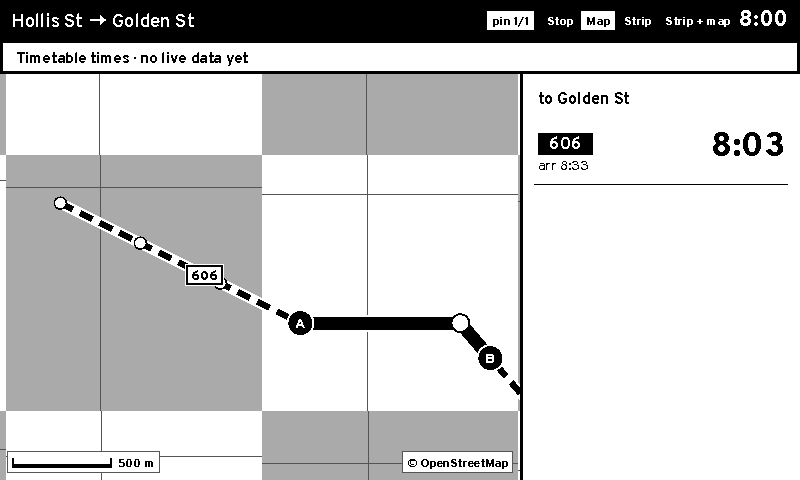 Hollis St → Golden St
pin 1/1 Stop Map Strip Strip + map 8:00
Timetable times · no live data yet
to Golden St
606 8:03
arr 8:33
606
A
B
500 m
© OpenStreetMap